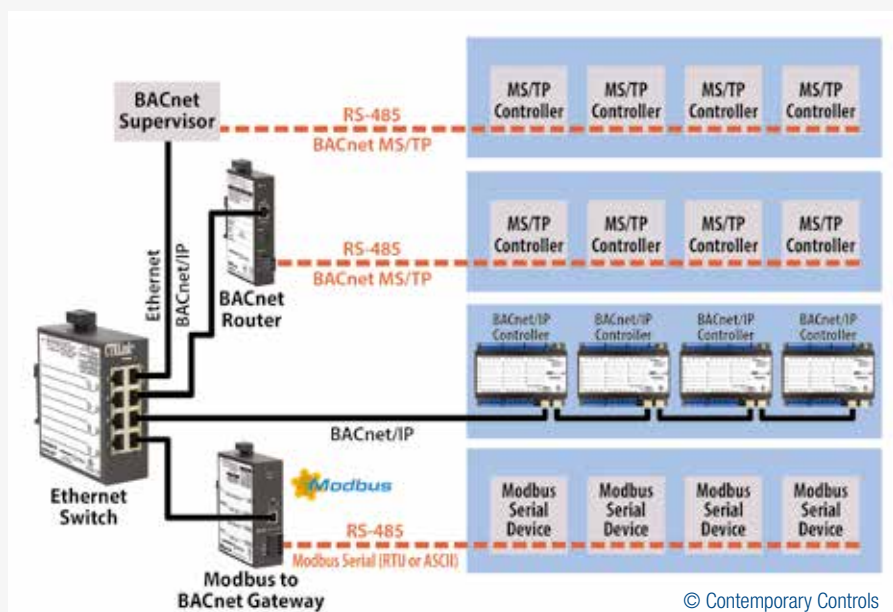 BACnet
Supervisor
RS-485
BACnet MS/TP
MS/TP
Controller
MS/TP
Controller
MS/TP
Controller
MS/TP
Controller
Ethernet
BACnet/IP
BACnet
Router
RS-485
BACnet MS/TP
MS/TP
Controller
MS/TP
Controller
MS/TP
Controller
MS/TP
Controller
BACnet/IP
Controller
BACnet/IP
Controller
BACnet/IP
Controller
BACnet/IP
Controller
BACnet/IP
Ethernet
Switch
Modbus
RS-485
Modbus Serial (RTU or ASCII)
Modbus
Serial
Device
Modbus
Serial
Device
Modbus
Serial
Device
Modbus
Serial
Device
Modbus to
BACnet Gateway
© Contemporary Controls